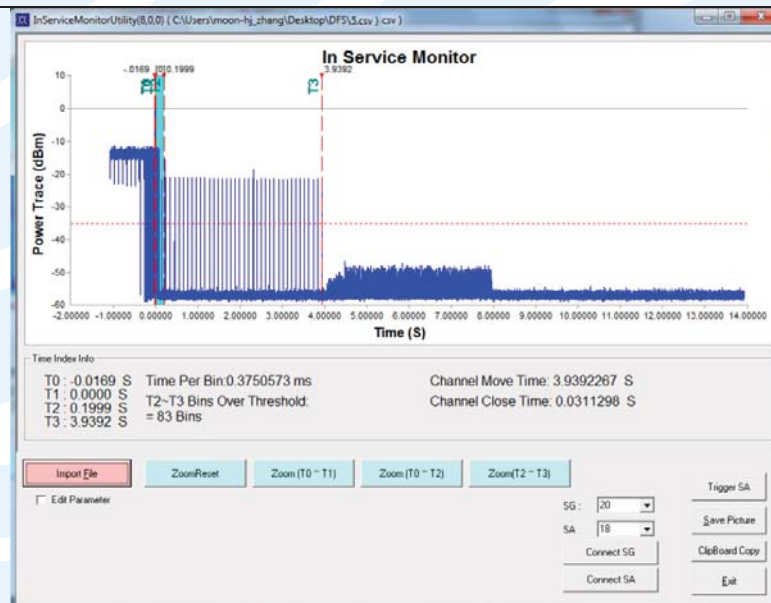 InServiceMonitorUtility(8,0,0) ( C:\Users\moon-hj_zhang\Desktop\DFS\5.csv ) csv )
In Service Monitor
-.0169
3.9392
T3
Power Trace (dBm)
10
0
-10
-20
-30
-40
-50
-60
-2.00000 -1.00000 0.00000 1.00000 2.00000 3.00000 4.00000 5.00000 6.00000 7.00000 8.00000 9.00000 10.00000 11.00000 12.00000 13.00000 14.00000
Time (S)
Time Index Info
T0 : -0.0169 S
T1 : 0.0000 S
T2 : 0.1999 S
T3 : 3.9392 S
Time Per Bin:0.3750573 ms
T2~T3 Bins Over Threshold:
= 83 Bins
Channel Move Time: 3.9392267 S
Channel Close Time: 0.0311298 S
Import File
ZoomReset
Zoom (T0 ~ T1)
Zoom (T0 ~ T2)
Zoom(T2 ~ T3)
Edit Parameter
SG : 20
SA 18
Connect SG
Connect SA
Trigger SA
Save Picture
ClipBoard Copy
Exit